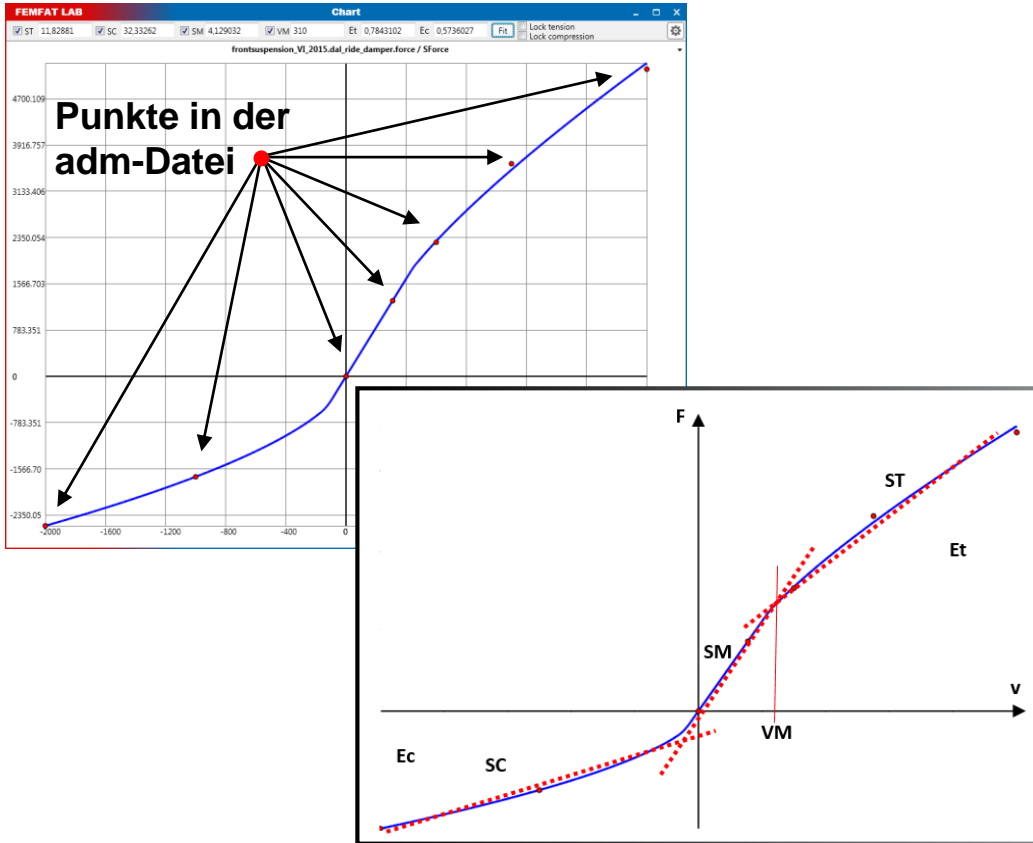 FEMFAT LAB Chart
ST 11,82881 SC 32,33262 SM 4,129032 VM 310 Et 0,7843102 Ec 0,5736027 Fit Lock tension
Lock compression
frontsuspension_VI_2015.dal_ride_damper.force / SForce
4700.109
Punkte in der
adm-Datei
3916.757
3133.405
2350.054
1566.703
783.351
0
-783.351
-1566.70
-2350.05
-2000 -1600 -1200 -800 -400 0
F
ST
Et
SM
v
VM
Ec
SC